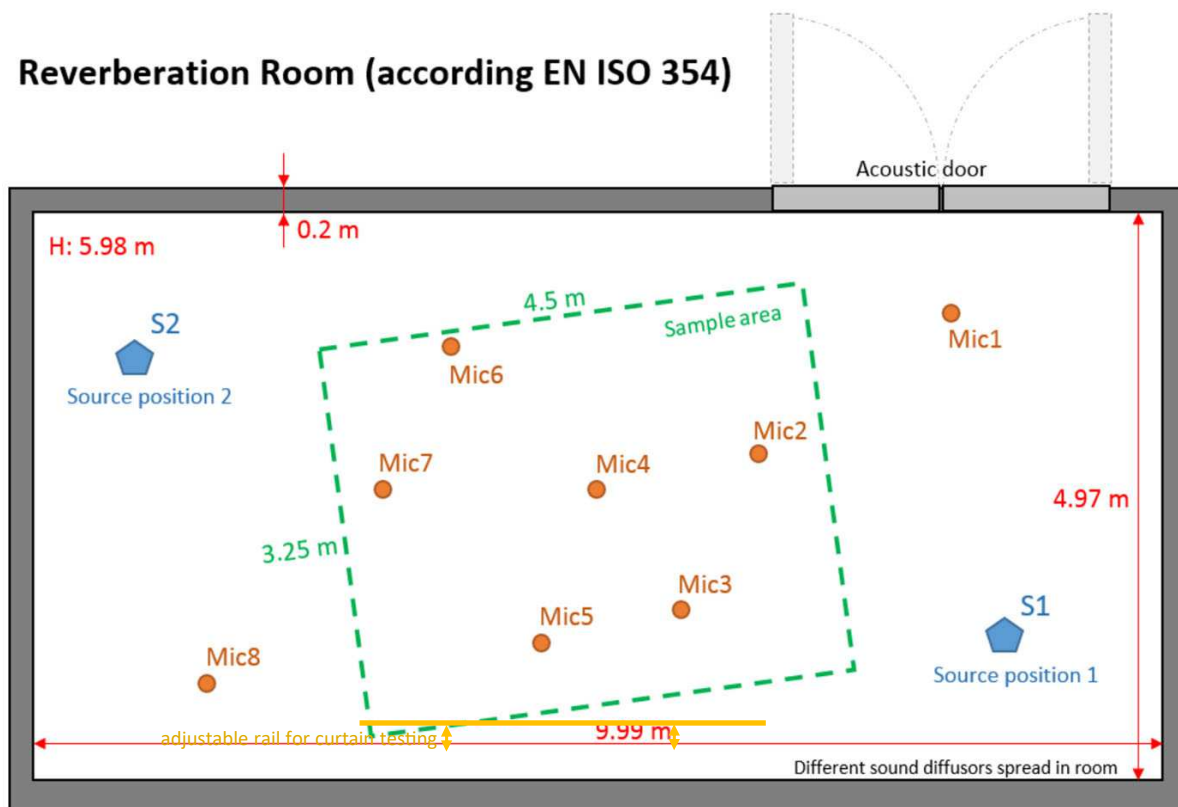 Reverberation Room (according EN ISO 354)
Acoustic door
0.2 m
H: 5.98 m
4.5 m
Sample area
S2
Source position 2
Mic1
Mic6
Mic2
Mic7
Mic4
4.97 m
3.25 m
Mic3
S1
Mic5
Mic8
Source position 1
9.99 m
adjustable rail for curtain testing
Different sound diffusors spread in room